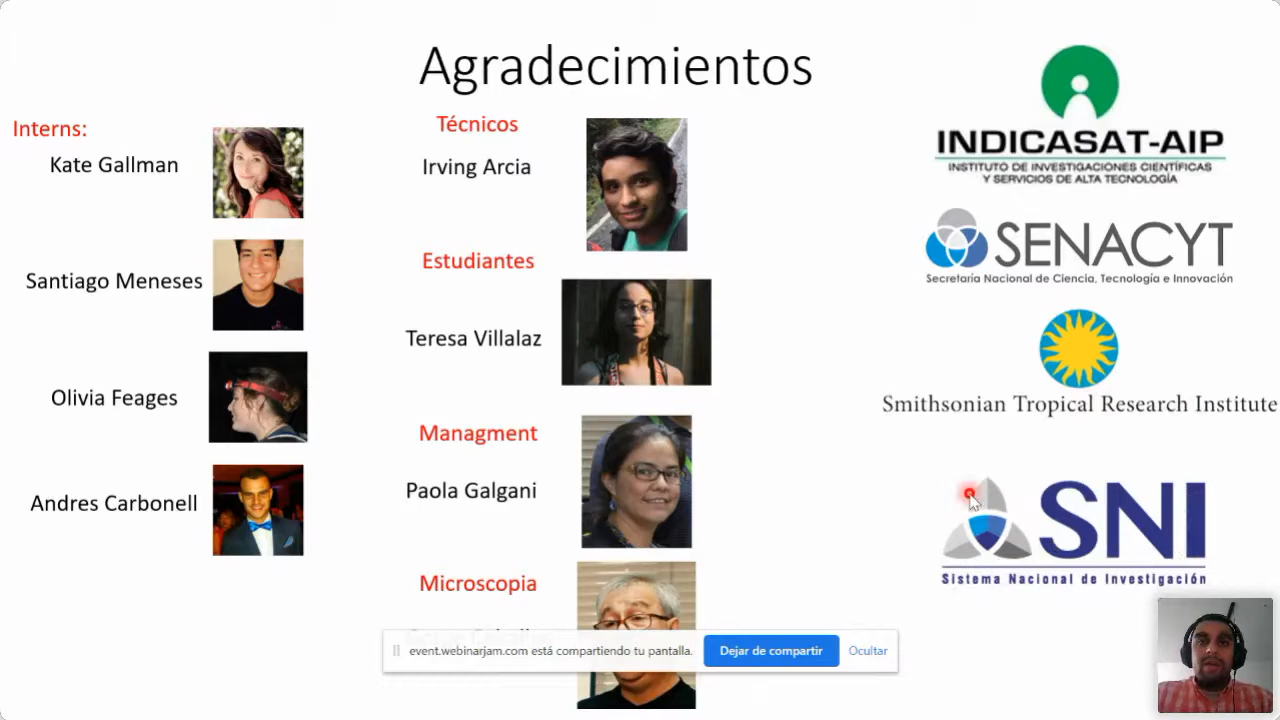 Agradecimientos
Interns:
Kate Gallman
Santiago Meneses
Olivia Feages
Andres Carbonell
Técnicos
Irving Arcia
Estudiantes
Teresa Villalaz
Managment
Paola Galgani
Microscopia
event.webinarjam.com está compartiendo tu pantalla.
Dejar de compartir
Ocultar
INDICASAT-AIP
INSTITUTO DE INVESTIGACIONES CIENTÍFICAS
Y SERVICIOS DE ALTA TECNOLOGÍA
SENACYT
Secretaría Nacional de Ciencia, Tecnología e Innovación
Smithsonian Tropical Research Institute
SNI
Sistema Nacional de Investigación